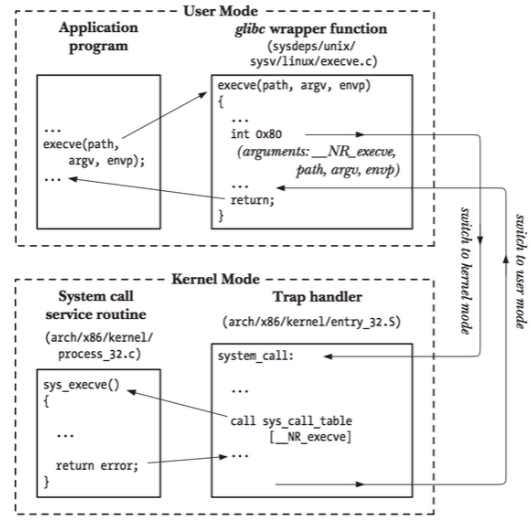 User Mode
Application
program
glibc wrapper function
(sysdeps/unix/
sysv/linux/execve.c)
...
execve(path,
argv, envp);
...
execve(path, argv, envp)
{
...
int 0x80
(arguments: __NR_execve,
path, argv, envp)
...
return;
}
switch to kernel mode
switch to user mode
Kernel Mode
System call
service routine
(arch/x86/kernel/
process_32.c)
Trap handler
(arch/x86/kernel/entry_32.S)
sys_execve()
{
...
return error;
}
system_call:
...
call sys_call_table
[__NR_execve]
...